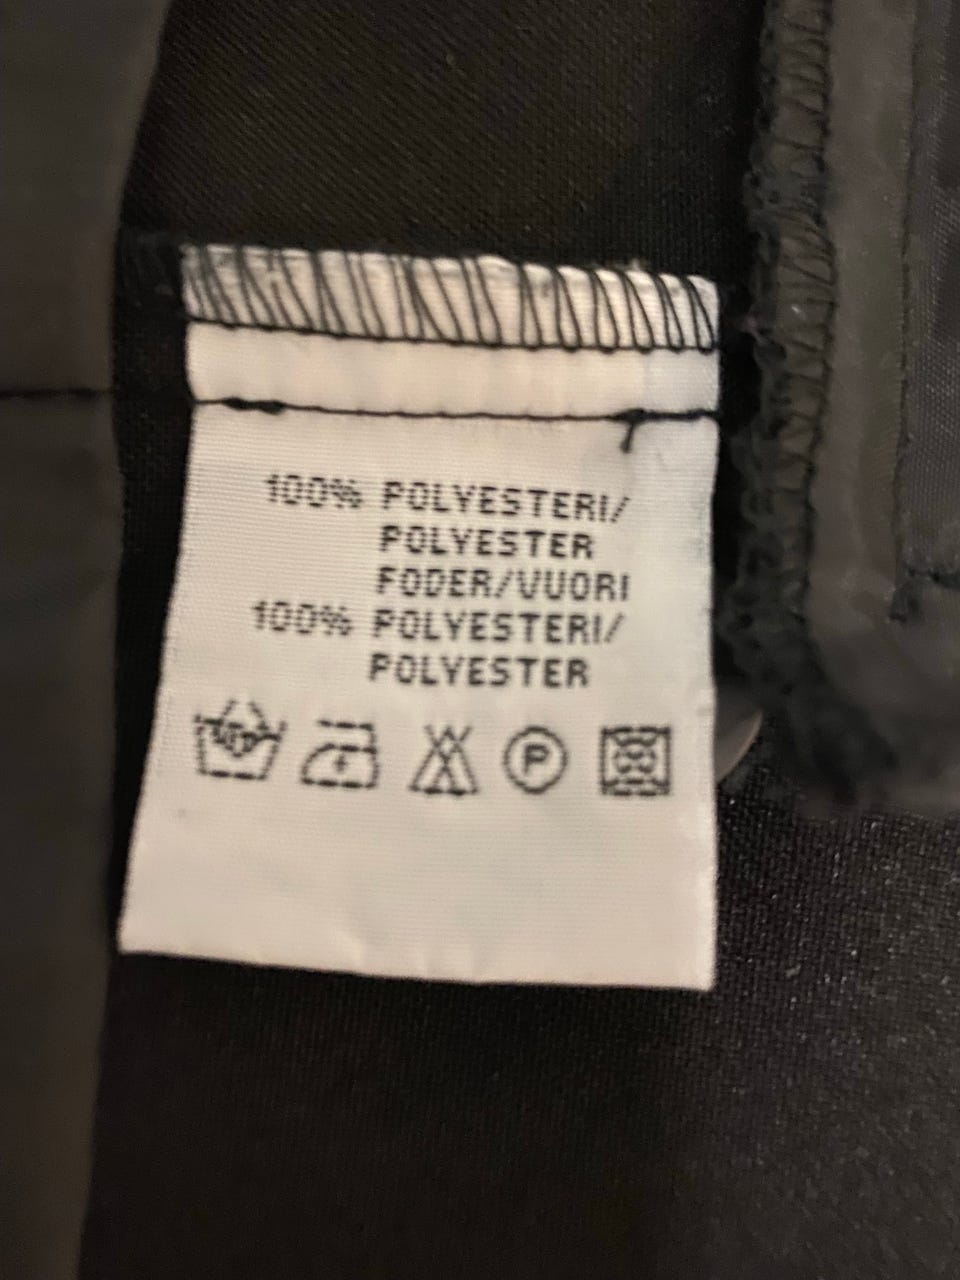 100% POLYESTERI/
POLYESTER
FODER/VUORI
100% POLYESTERI/
POLYESTER
P